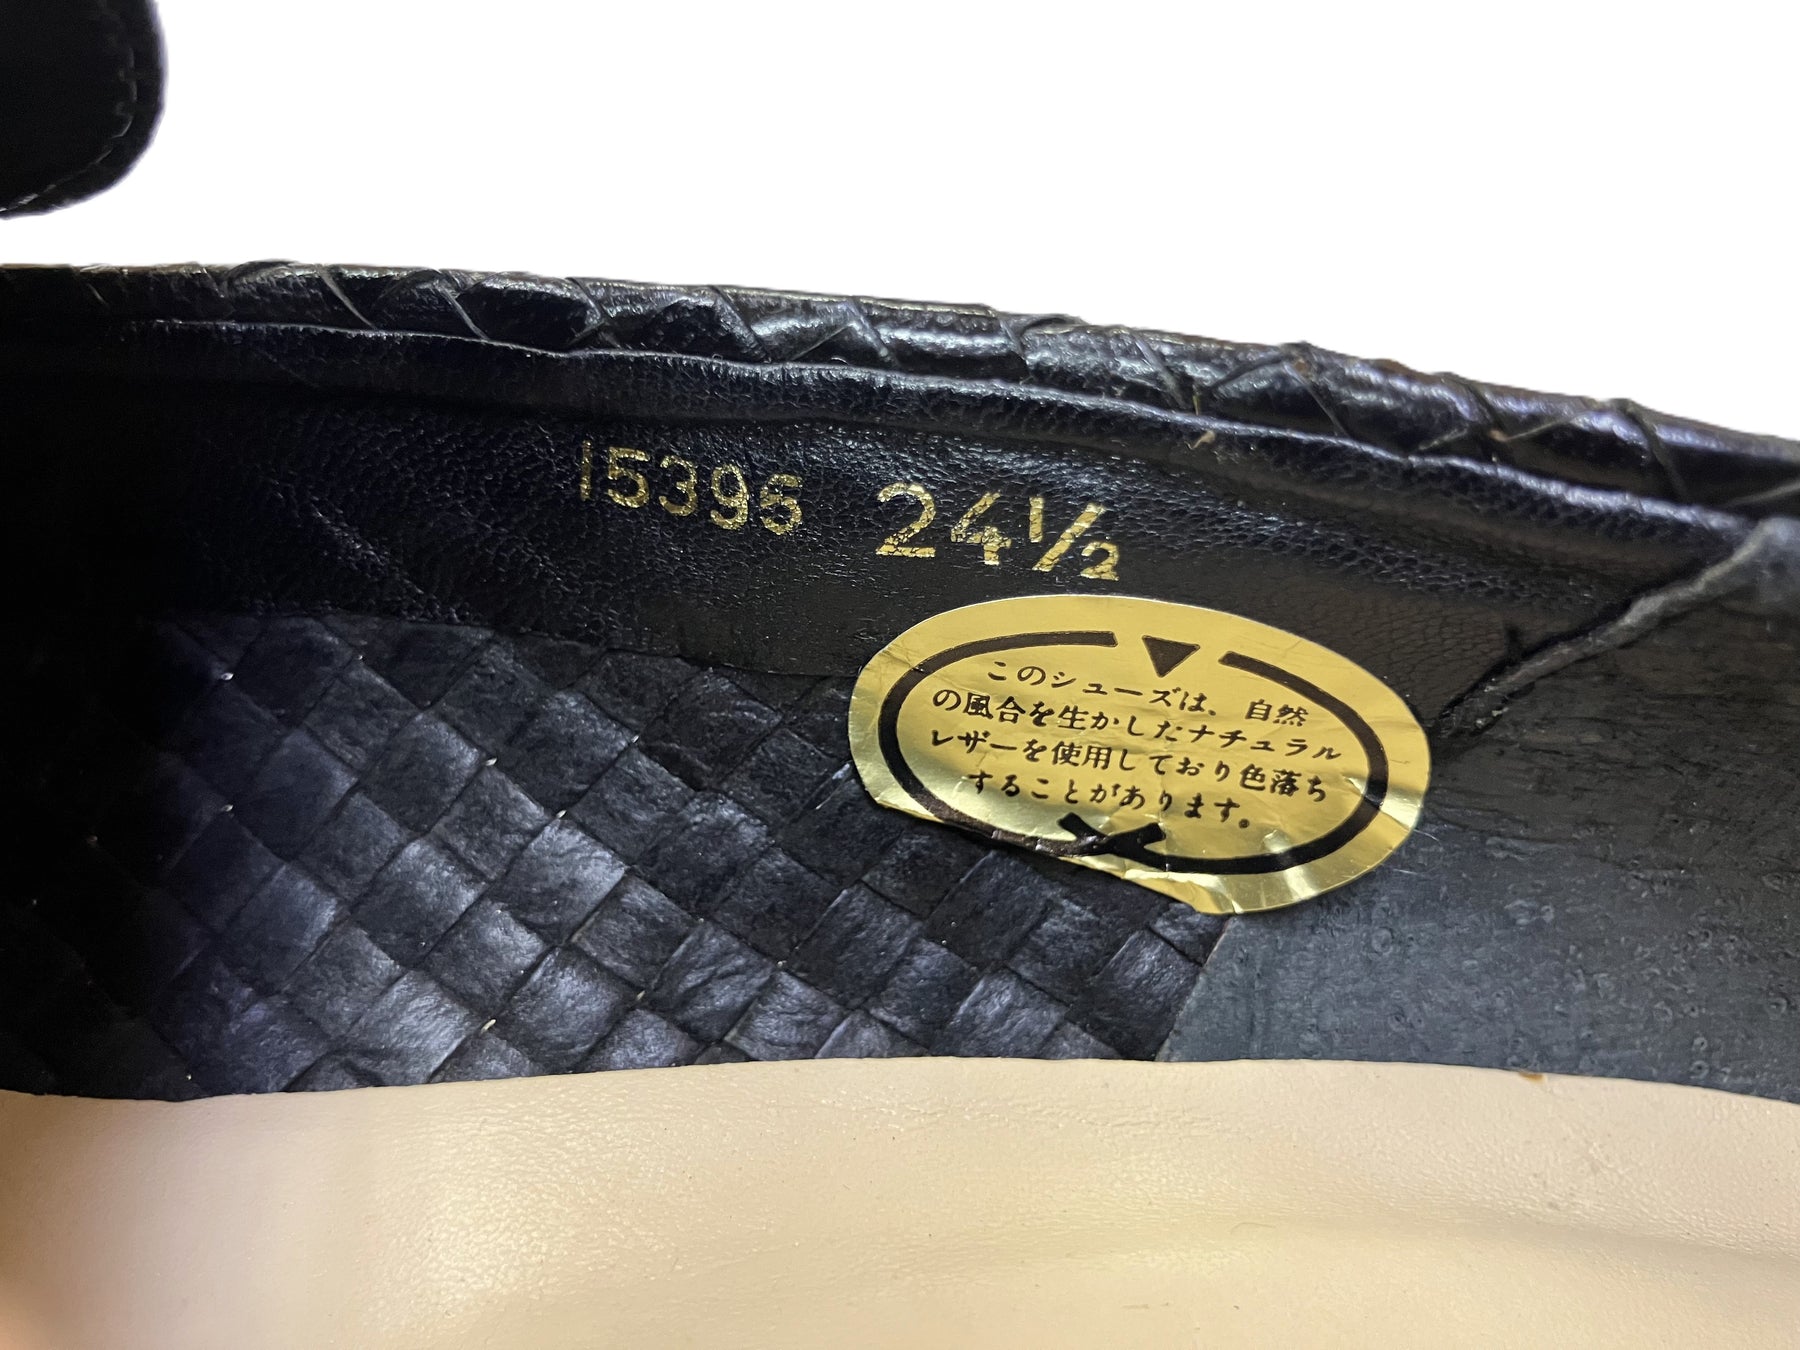 15396 24½
このシューズは、自然
の風合を生かしたナチュラル
レザーを使用しており色落ち
することがあります。